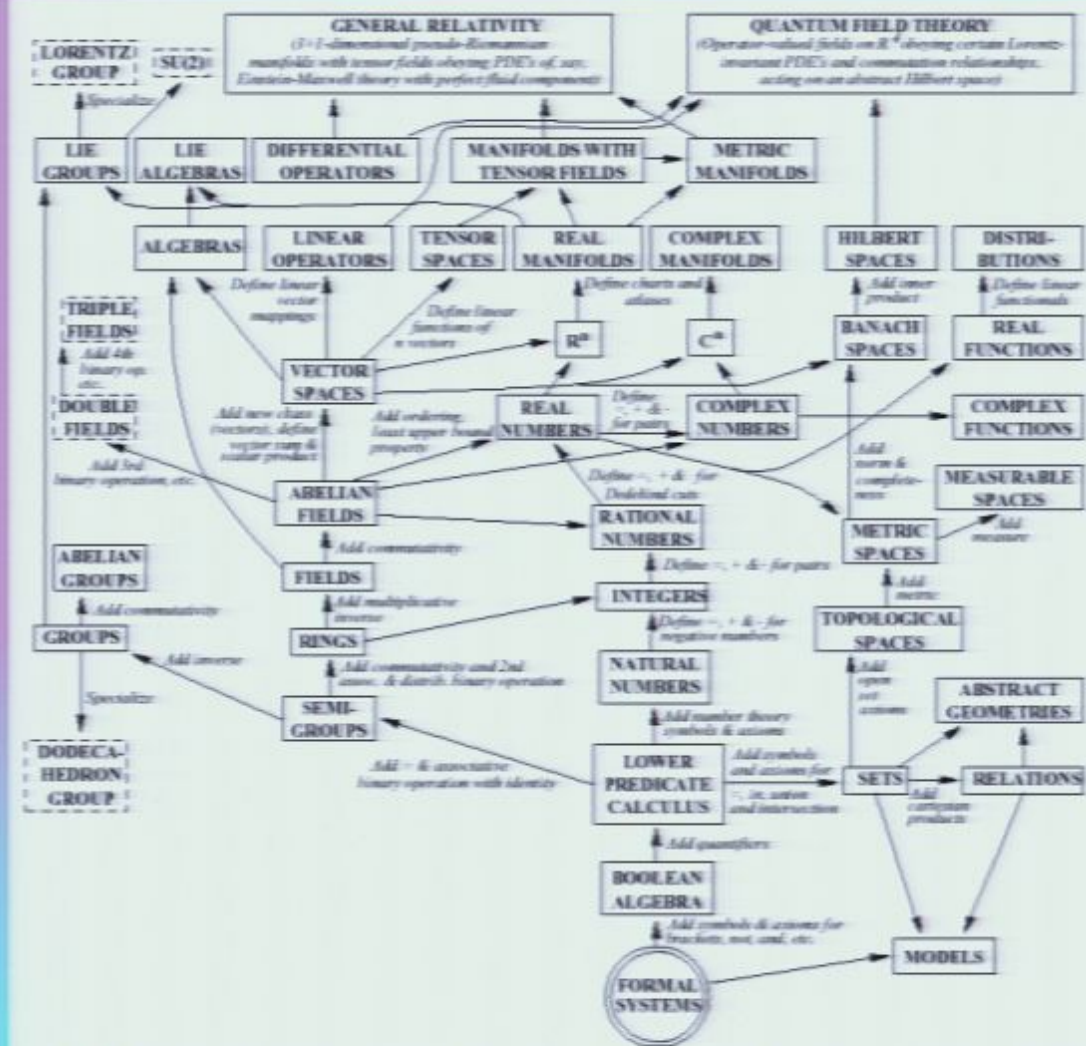 GENERAL RELATIVITY
(3+1-dimensional pseudo-Riemannian
manifolds with tensor fields obeying PDE's of, say,
Einstein-Maxwell theory with perfect fluid component)
QUANTUM FIELD THEORY
(Operator-valued fields on R⁴ obeying certain Lorentz-
invariant PDE's and commutation relationships,
acting on an abstract Hilbert space)
LORENTZ
GROUP
SU(2)
Specialize
LIE
GROUPS
LIE
ALGEBRAS
DIFFERENTIAL
OPERATORS
MANIFOLDS WITH
TENSOR FIELDS
METRIC
MANIFOLDS
ALGEBRAS
LINEAR
OPERATORS
TENSOR
SPACES
REAL
MANIFOLDS
COMPLEX
MANIFOLDS
HILBERT
SPACES
DISTRI-
BUTIONS
Define linear
vector
mappings
Define linear
functions of
n vectors
Define charts and
atlases
Add inner
product
Define linear
functionals
TRIPLE
FIELDS
Add 4th
binary op.
etc.
DOUBLE
FIELDS
VECTOR
SPACES
Rⁿ
Cⁿ
BANACH
SPACES
REAL
FUNCTIONS
Add new class
(vectors), define
vector sum &
scalar product
Add ordering,
least upper bound
property
REAL
NUMBERS
Define
=, + & ·
for pairs
COMPLEX
NUMBERS
COMPLEX
FUNCTIONS
Add 3rd
binary operation, etc.
ABELIAN
FIELDS
Define =, + & · for
Dedekind cuts
RATIONAL
NUMBERS
Add
norm &
complete-
ness
MEASURABLE
SPACES
METRIC
SPACES
Add
measure
ABELIAN
GROUPS
Add commutativity
FIELDS
Define =, + & · for pairs
Add commutativity
Add multiplicative
inverse
INTEGERS
Add
metric
GROUPS
RINGS
Define =, + & · for
negative numbers
TOPOLOGICAL
SPACES
Add inverse
Add commutativity and 2nd
assoc. & distrib. binary operation
NATURAL
NUMBERS
Add
open
set
axioms
Specialize
SEMI-
GROUPS
Add number theory
symbols & axioms
ABSTRACT
GEOMETRIES
DODECA-
HEDRON
GROUP
Add = & associative
binary operation with identity
LOWER
PREDICATE
CALCULUS
Add symbols
and axioms for
=, in, union
and intersection
SETS
RELATIONS
Add
cartesian
products
Add quantifiers
BOOLEAN
ALGEBRA
Add symbols & axioms for
brackets, not, and, etc.
MODELS
FORMAL
SYSTEMS